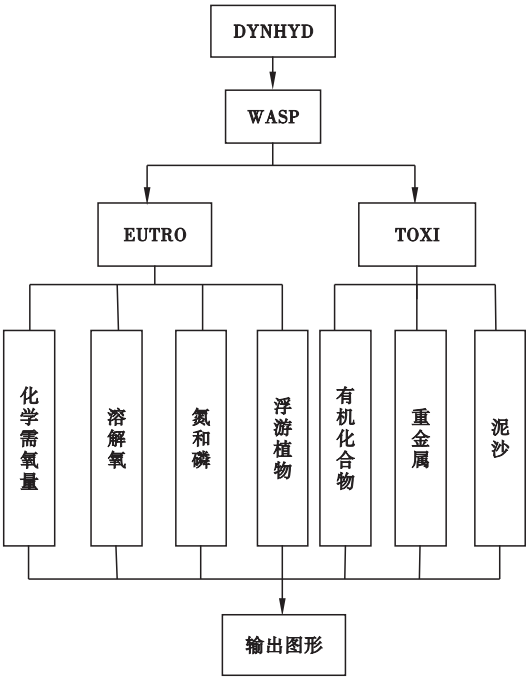 DYNHYD
WASP
EUTRO
TOXI
化学需氧量
溶解氧
氮和磷
浮游植物
有机化合物
重金属
泥沙
输出图形